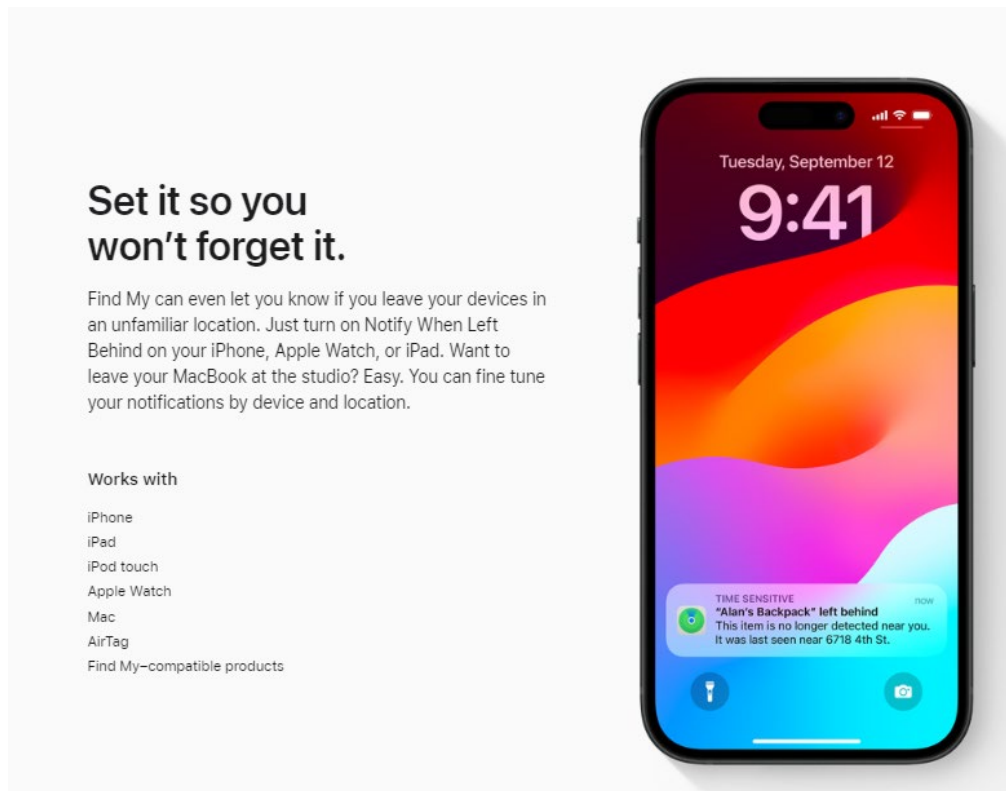 Set it so you
won’t forget it.
Find My can even let you know if you leave your devices in
an unfamiliar location. Just turn on Notify When Left
Behind on your iPhone, Apple Watch, or iPad. Want to
leave your MacBook at the studio? Easy. You can fine tune
your notifications by device and location.
Works with
iPhone
iPad
iPod touch
Apple Watch
Mac
AirTag
Find My–compatible products
Tuesday, September 12
9:41
TIME SENSITIVE now
“Alan’s Backpack” left behind
This item is no longer detected near you.
It was last seen near 6718 4th St.